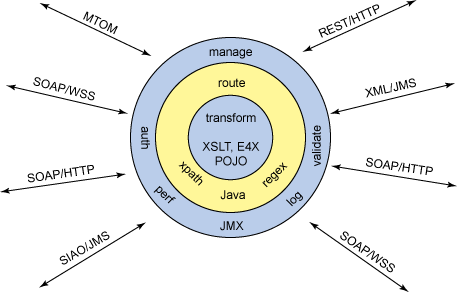 MTOM
REST/HTTP
manage
SOAP/WSS
route
XML/JMS
transform
auth
validate
XSLT, E4X
POJO
SOAP/HTTP
xpath
regex
SOAP/HTTP
perf
Java
log
JMX
SIAO/JMS
SOAP/WSS